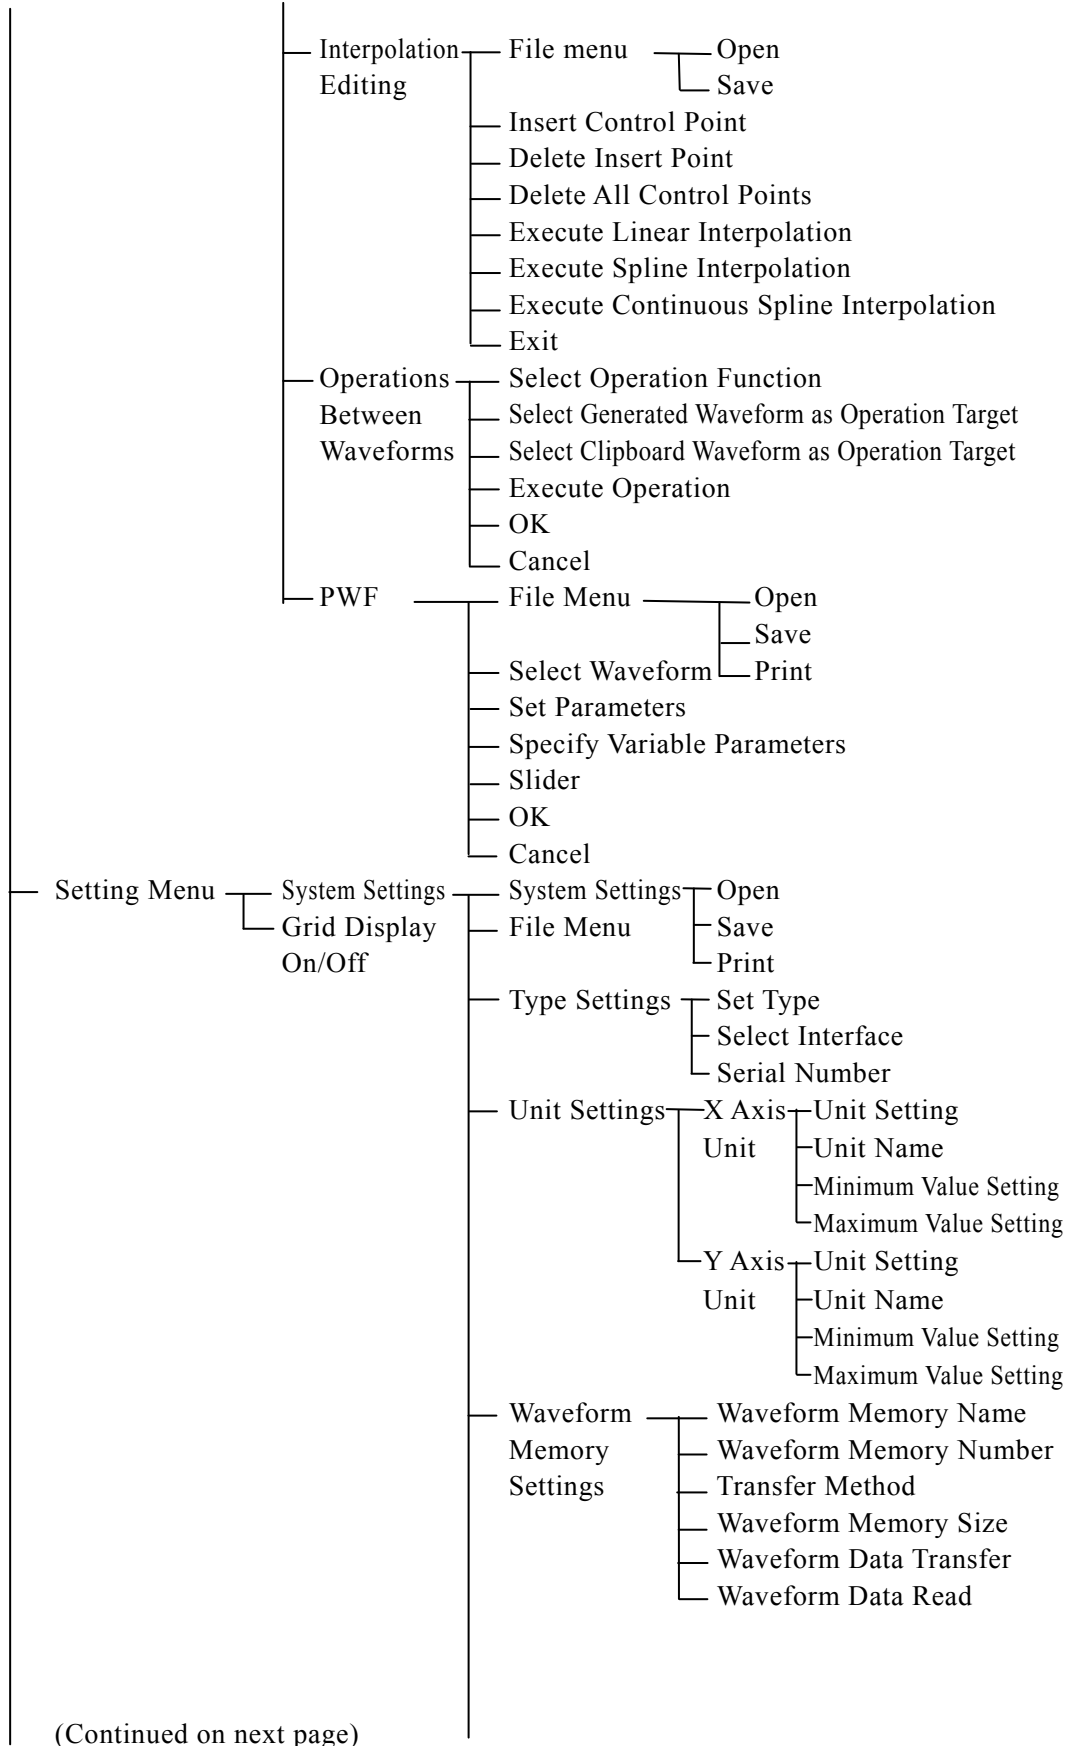 Interpolation File menu Open
Editing Save
Insert Control Point
Delete Insert Point
Delete All Control Points
Execute Linear Interpolation
Execute Spline Interpolation
Execute Continuous Spline Interpolation
Exit
Operations Select Operation Function
Between Select Generated Waveform as Operation Target
Waveforms Select Clipboard Waveform as Operation Target
Execute Operation
OK
Cancel
PWF File Menu Open
Save
Select Waveform Print
Set Parameters
Specify Variable Parameters
Slider
OK
Cancel
Setting Menu System Settings System Settings Open
Grid Display File Menu Save
On/Off Print
Type Settings Set Type
Select Interface
Serial Number
Unit Settings X Axis Unit Setting
Unit Unit Name
Minimum Value Setting
Maximum Value Setting
Y Axis Unit Setting
Unit Unit Name
Minimum Value Setting
Maximum Value Setting
Waveform Waveform Memory Name
Memory Waveform Memory Number
Settings Transfer Method
Waveform Memory Size
Waveform Data Transfer
Waveform Data Read
(Continued on next page)